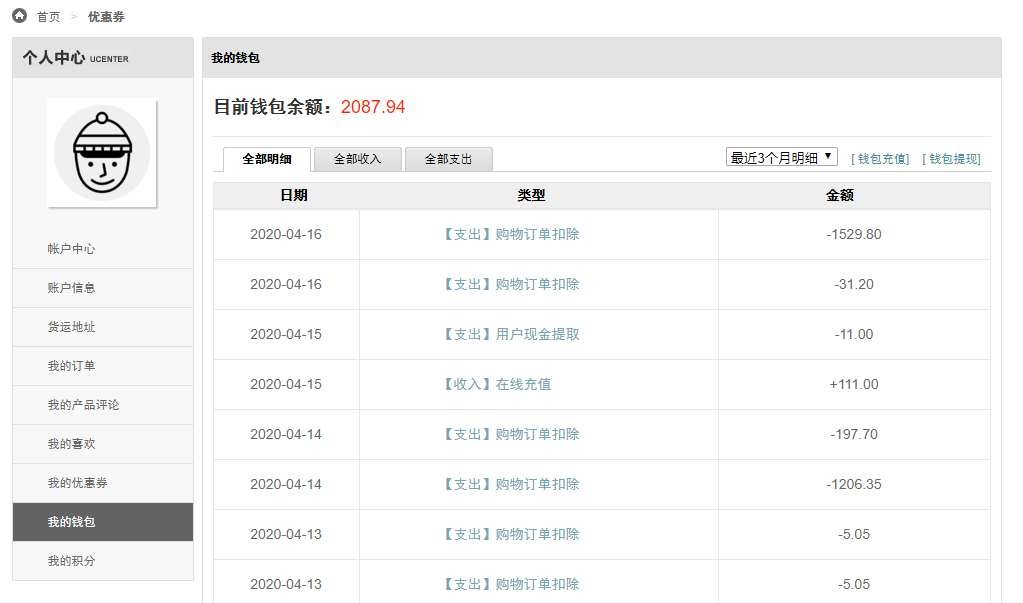 首页 > 优惠券
个人中心 UCENTER
帐户中心
账户信息
货运地址
我的订单
我的产品评论
我的喜欢
我的优惠券
我的钱包
我的积分
我的钱包
目前钱包余额：2087.94
全部明细 全部收入 全部支出 最近3个月明细 [ 钱包充值] [ 钱包提现]
日期 类型 金额
2020-04-16 【支出】购物订单扣除 -1529.80
2020-04-16 【支出】购物订单扣除 -31.20
2020-04-15 【支出】用户现金提取 -11.00
2020-04-15 【收入】在线充值 +111.00
2020-04-14 【支出】购物订单扣除 -197.70
2020-04-14 【支出】购物订单扣除 -1206.35
2020-04-13 【支出】购物订单扣除 -5.05
2020-04-13 【支出】购物订单扣除 -5.05